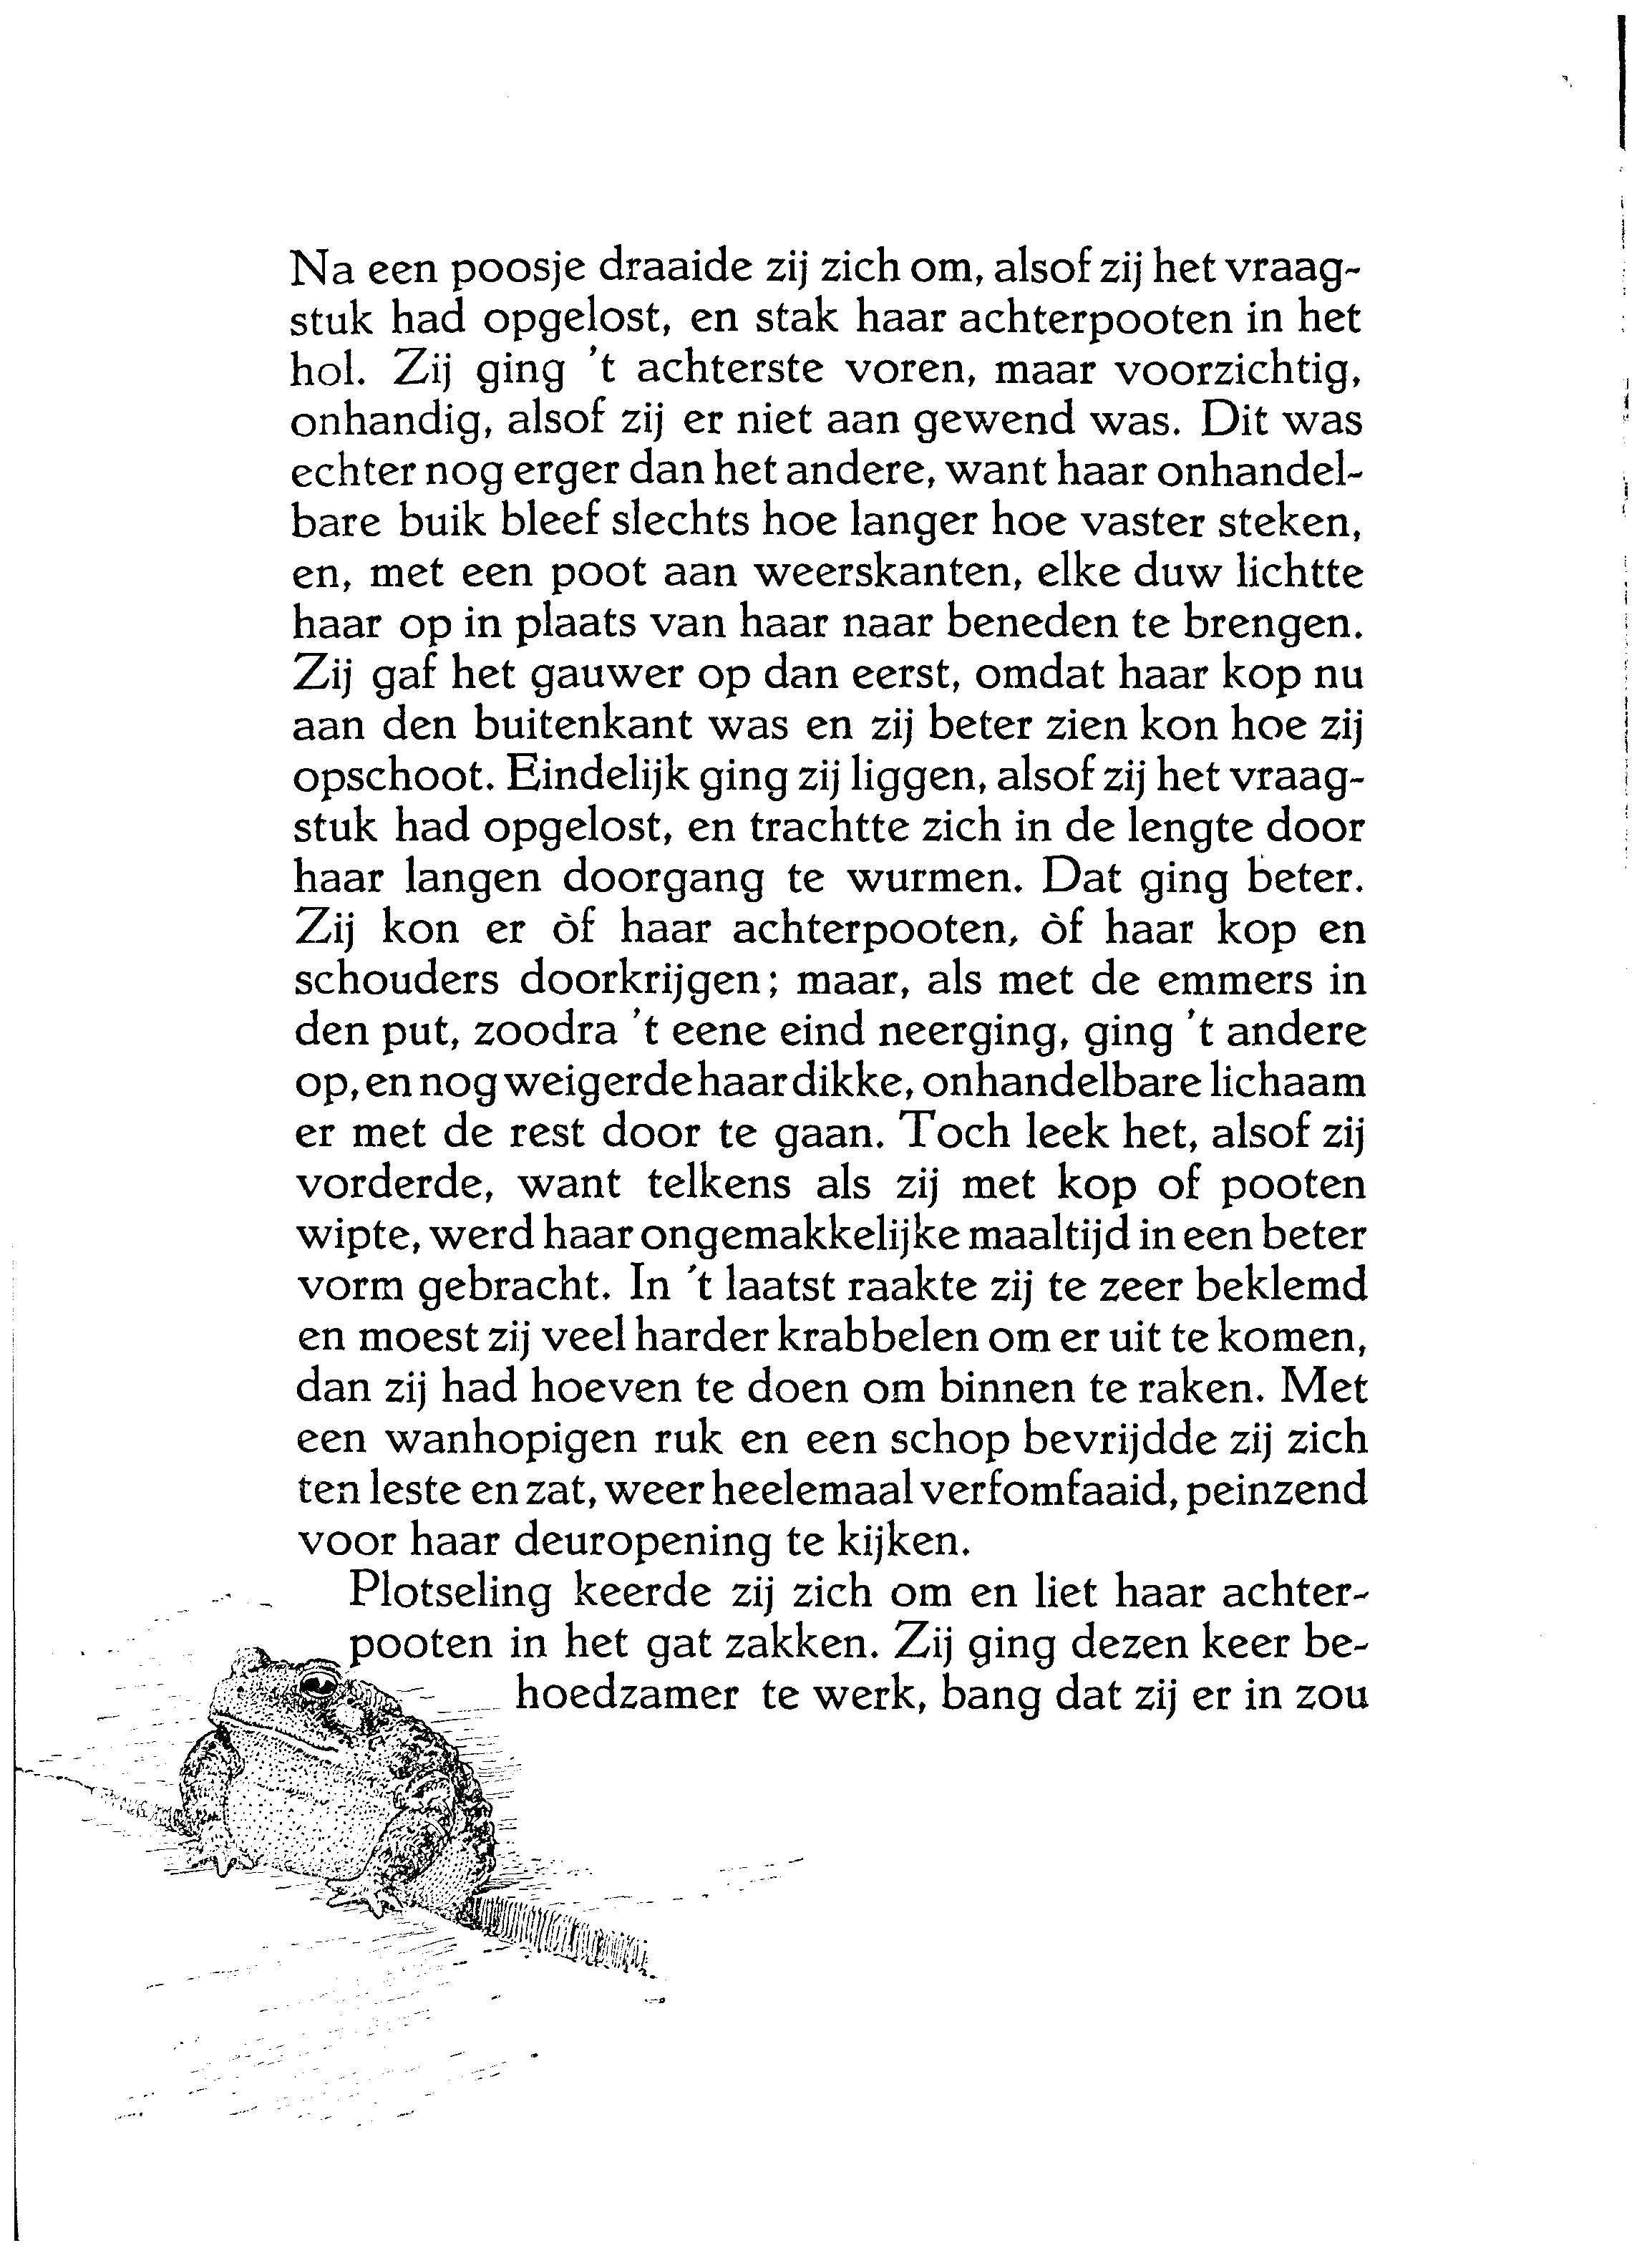 Na een poosje draaide zij zich om, alsof zij het vraag-
stuk had opgelost, en stak haar achterpooten in het
hol. Zij ging 't achterste voren, maar voorzichtig,
onhandig, alsof zij er niet aan gewend was. Dit was
echter nog erger dan het andere, want haar onhandel-
bare buik bleef slechts hoe langer hoe vaster steken,
en, met een poot aan weerskanten, elke duw lichtte
haar op in plaats van haar naar beneden te brengen.
Zij gaf het gauwer op dan eerst, omdat haar kop nu
aan den buitenkant was en zij beter zien kon hoe zij
opschoot. Eindelijk ging zij liggen, alsof zij het vraag-
stuk had opgelost, en trachtte zich in de lengte door
haar langen doorgang te wurmen. Dat ging beter.
Zij kon er òf haar achterpooten, òf haar kop en
schouders doorkrijgen; maar, als met de emmers in
den put, zoodra 't eene eind neerging, ging 't andere
op, en nog weigerde haar dikke, onhandelbare lichaam
er met de rest door te gaan. Toch leek het, alsof zij
vorderde, want telkens als zij met kop of pooten
wipte, werd haar ongemakkelijke maaltijd in een beter
vorm gebracht. In 't laatst raakte zij te zeer beklemd
en moest zij veel harder krabbelen om er uit te komen,
dan zij had hoeven te doen om binnen te raken. Met
een wanhopigen ruk en een schop bevrijdde zij zich
ten leste en zat, weer heelemaal verfomfaaid, peinzend
voor haar deuropening te kijken.
Plotseling keerde zij zich om en liet haar achter-
pooten in het gat zakken. Zij ging dezen keer be-
hoedzamer te werk, bang dat zij er in zou